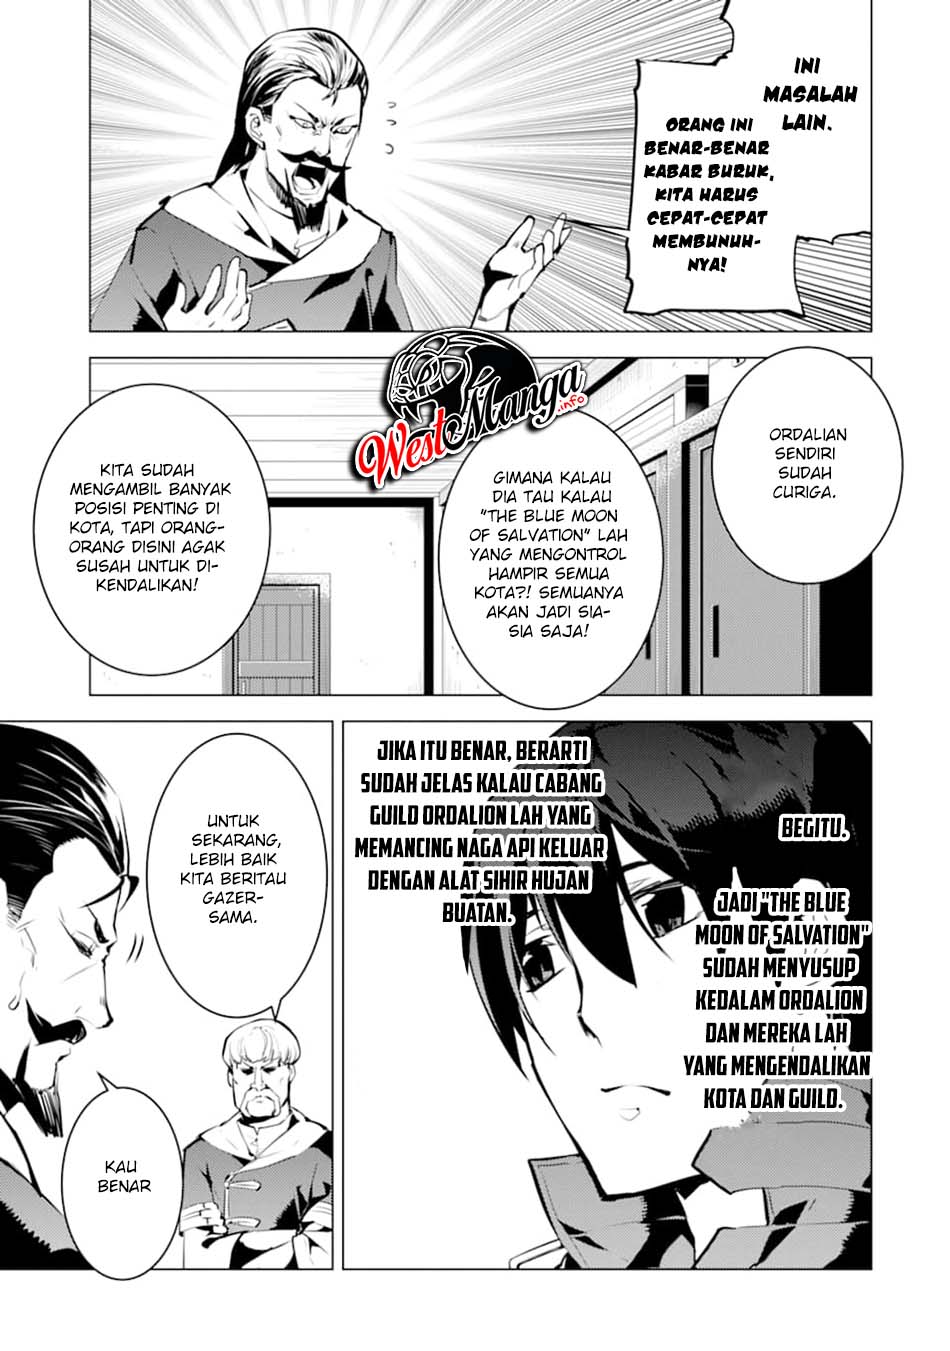 INI
MASALAH
LAIN.
ORANG INI
BENAR-BENAR
KABAR BURUK,
KITA HARUS
CEPAT-CEPAT
MEMBUNUH-
NYA!
WestManga
.info
ORDALIAN
SENDIRI
SUDAH
CURIGA.
GIMANA KALAU
DIA TAU KALAU
"THE BLUE MOON
OF SALVATION" LAH
YANG MENGONTROL
HAMPIR SEMUA
KOTA?! SEMUANYA
AKAN JADI SIA-
SIA SAJA!
KITA SUDAH
MENGAMBIL BANYAK
POSISI PENTING DI
KOTA, TAPI ORANG-
ORANG DISINI AGAK
SUSAH UNTUK DI-
KENDALIKAN!
BEGITU.
JADI "THE BLUE
MOON OF SALVATION"
SUDAH MENYUSUP
KEDALAM ORDALION
DAN MEREKA LAH
YANG MENGENDALIKAN
KOTA DAN GUILD.
JIKA ITU BENAR, BERARTI
SUDAH JELAS KALAU CABANG
GUILD ORDALION LAH YANG
MEMANCING NAGA API KELUAR
DENGAN ALAT SIHIR HUJAN
BUATAN.
UNTUK
SEKARANG,
LEBIH BAIK
KITA BERITAU
GAZER-
SAMA.
KAU
BENAR